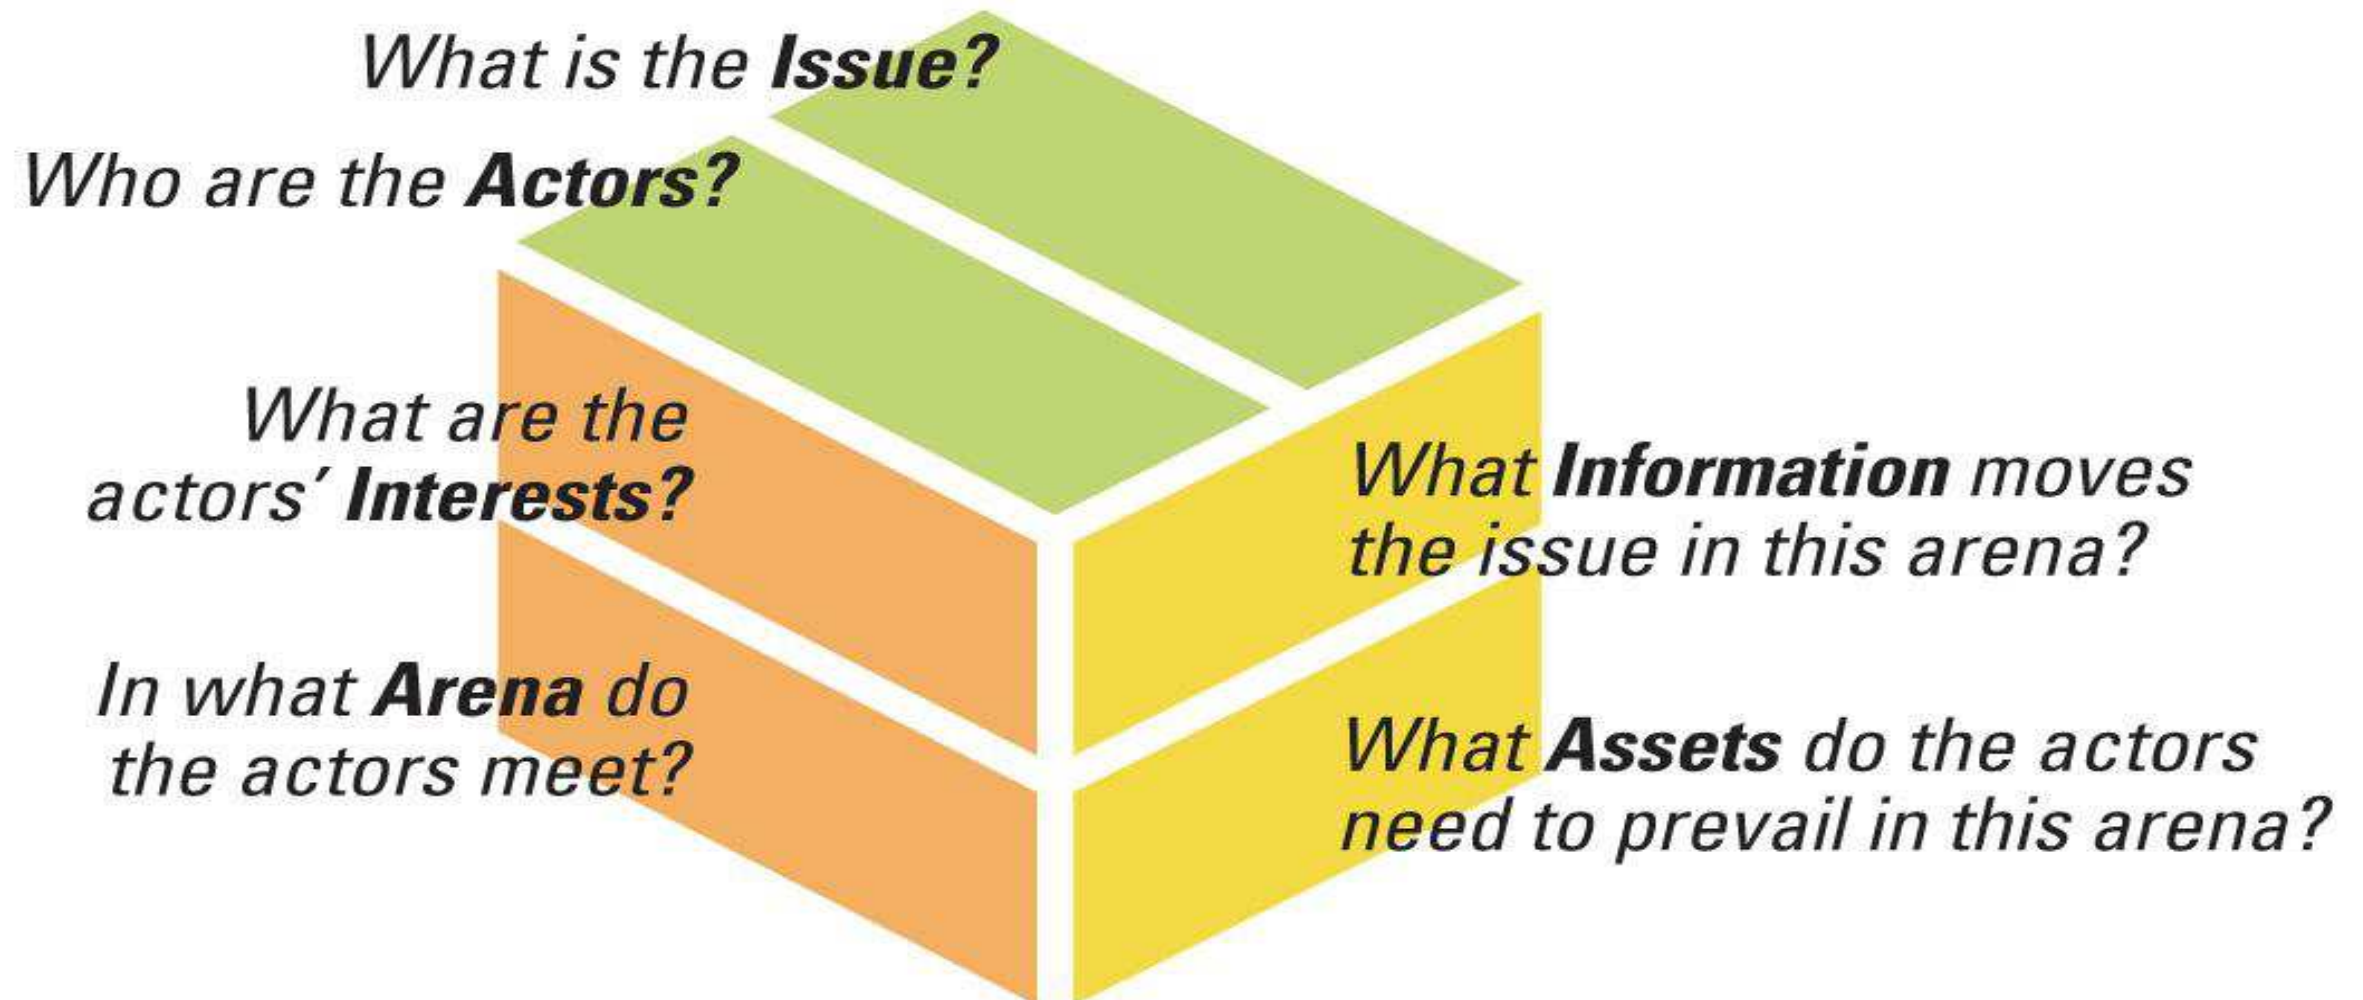 What is the Issue?
Who are the Actors?
What are the
actors’ Interests?
In what Arena do
the actors meet?
What Information moves
the issue in this arena?
What Assets do the actors
need to prevail in this arena?